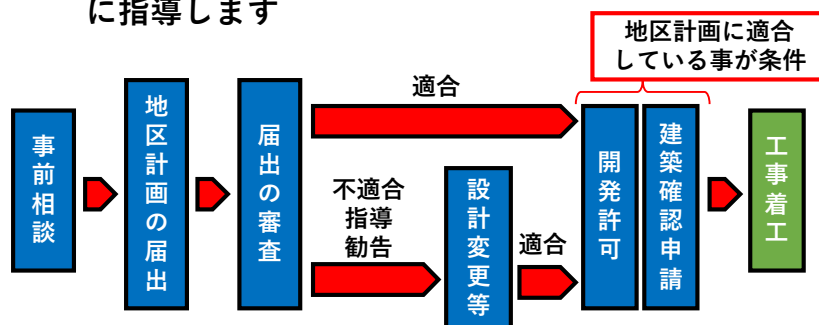 に指導します
地区計画に適合
している事が条件
事前相談
地区計画の届出
届出の審査
適合
不適合
指導
勧告
設計変更等
適合
開発許可
建築確認申請
工事着工